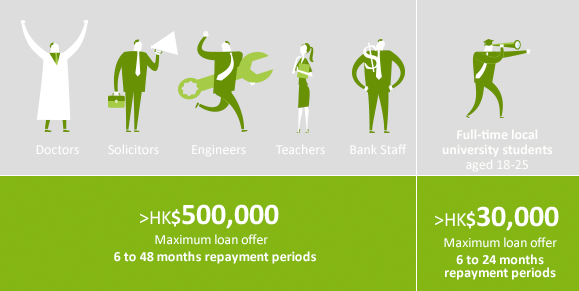 Doctors
Solicitors
Engineers
Teachers
Bank Staff
$
Full-time local
university students
aged 18-25
>HK$500,000
Maximum loan offer
6 to 48 months repayment periods
>HK$30,000
Maximum loan offer
6 to 24 months
repayment periods